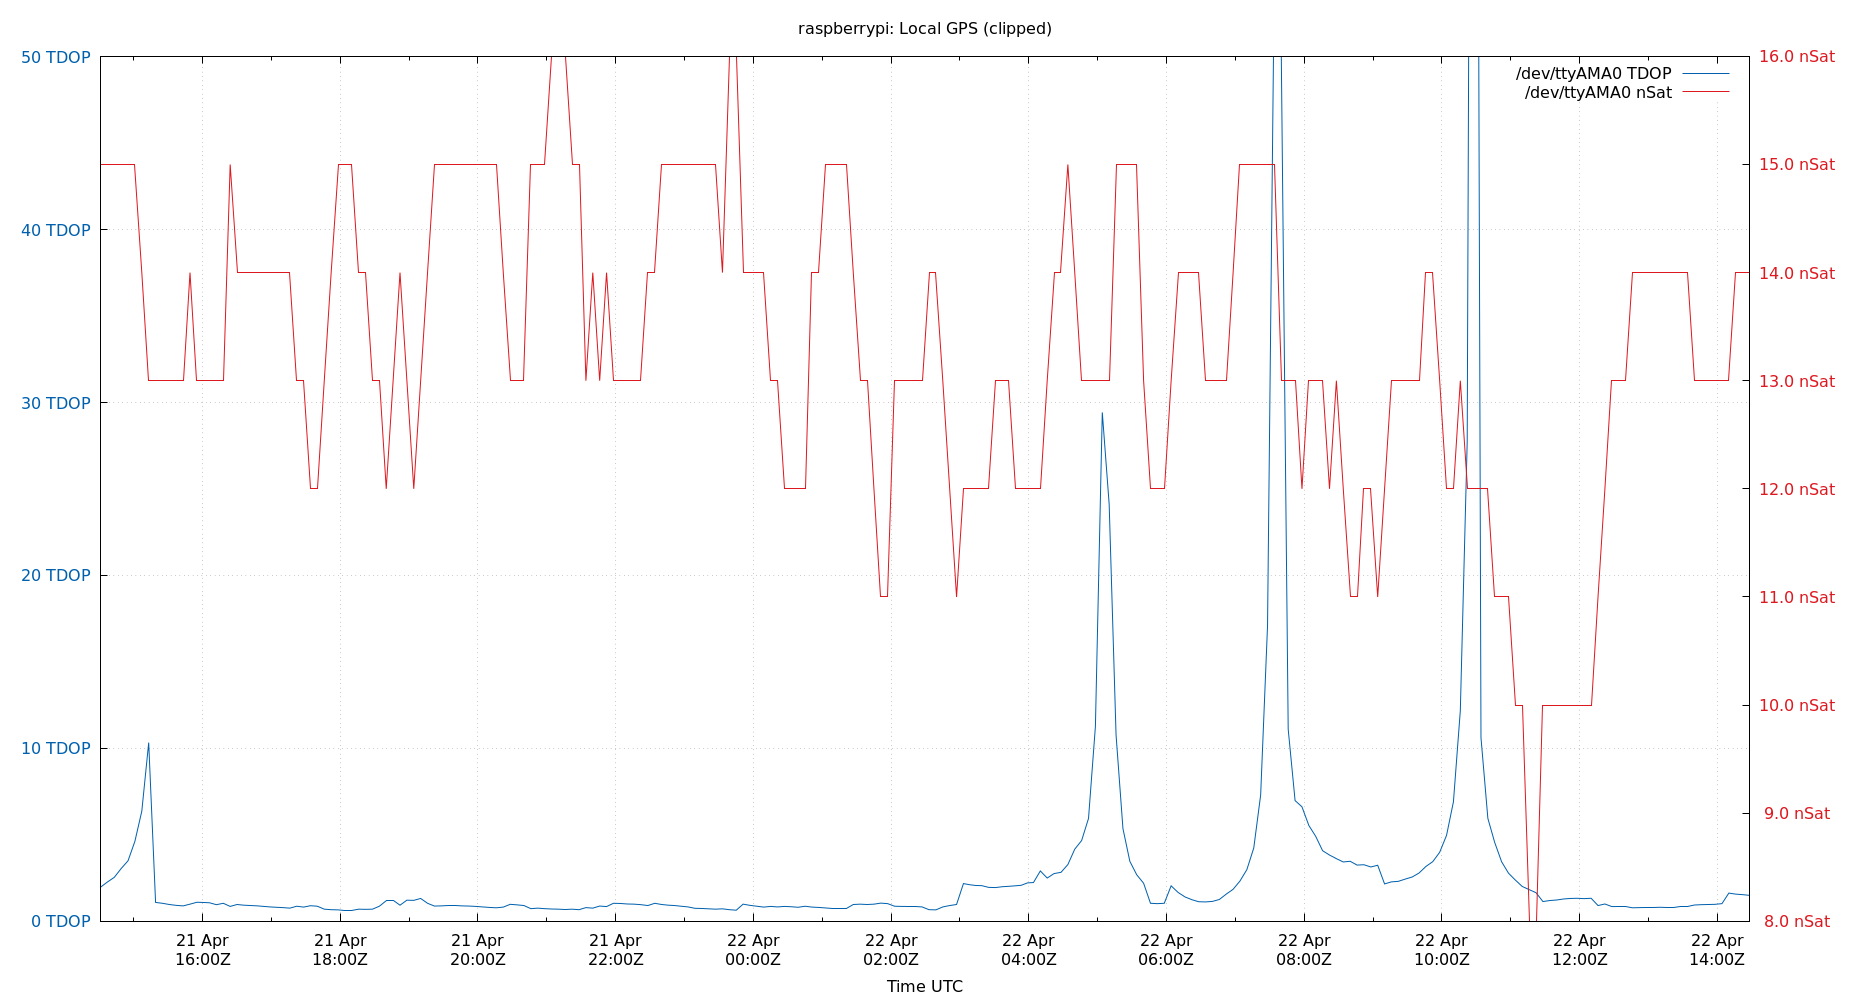 raspberrypi: Local GPS (clipped)
50 TDOP
40 TDOP
30 TDOP
20 TDOP
10 TDOP
0 TDOP
16.0 nSat
15.0 nSat
14.0 nSat
13.0 nSat
12.0 nSat
11.0 nSat
10.0 nSat
9.0 nSat
8.0 nSat
/dev/ttyAMA0 TDOP
/dev/ttyAMA0 nSat
21 Apr
16:00Z
21 Apr
18:00Z
21 Apr
20:00Z
21 Apr
22:00Z
22 Apr
00:00Z
22 Apr
02:00Z
22 Apr
04:00Z
22 Apr
06:00Z
22 Apr
08:00Z
22 Apr
10:00Z
22 Apr
12:00Z
22 Apr
14:00Z
Time UTC